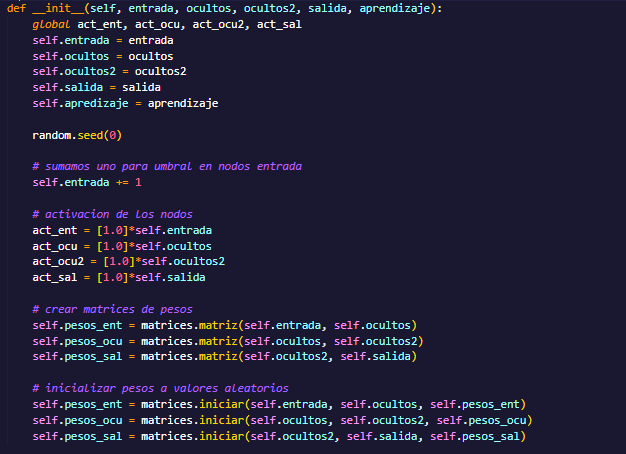 def __init__(self, entrada, ocultos, ocultos2, salida, aprendizaje):
global act_ent, act_ocu, act_ocu2, act_sal
self.entrada = entrada
self.ocultos = ocultos
self.ocultos2 = ocultos2
self.salida = salida
self.apredizaje = aprendizaje
random.seed(0)
# sumamos uno para umbral en nodos entrada
self.entrada += 1
# activacion de los nodos
act_ent = [1.0]*self.entrada
act_ocu = [1.0]*self.ocultos
act_ocu2 = [1.0]*self.ocultos2
act_sal = [1.0]*self.salida
# crear matrices de pesos
self.pesos_ent = matrices.matriz(self.entrada, self.ocultos)
self.pesos_ocu = matrices.matriz(self.ocultos, self.ocultos2)
self.pesos_sal = matrices.matriz(self.ocultos2, self.salida)
# inicializar pesos a valores aleatorios
self.pesos_ent = matrices.iniciar(self.entrada, self.ocultos, self.pesos_ent)
self.pesos_ocu = matrices.iniciar(self.ocultos, self.ocultos2, self.pesos_ocu)
self.pesos_sal = matrices.iniciar(self.ocultos2, self.salida, self.pesos_sal)